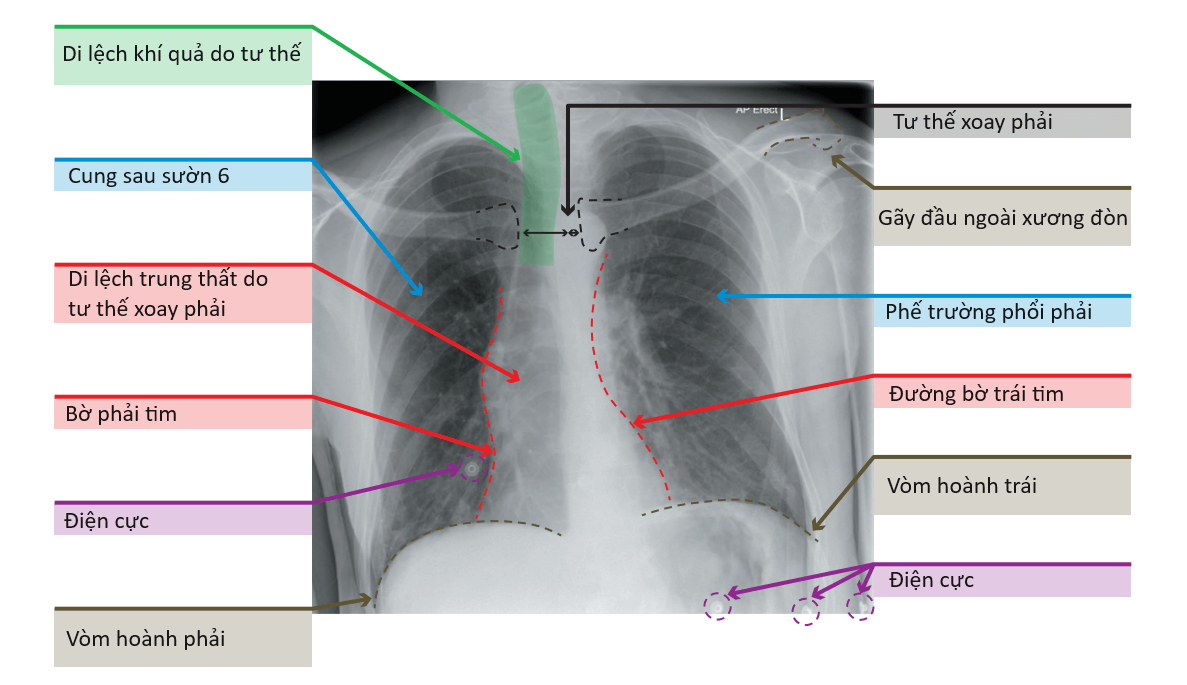 Di lệch khí quả do tư thế
Cung sau sườn 6
Di lệch trung thất do
tư thế xoay phải
Bờ phải tim
Điện cực
Vòm hoành phải
AP Erect
Tư thế xoay phải
Gãy đầu ngoài xương đòn
Phế trường phổi phải
Đường bờ trái tim
Vòm hoành trái
Điện cực